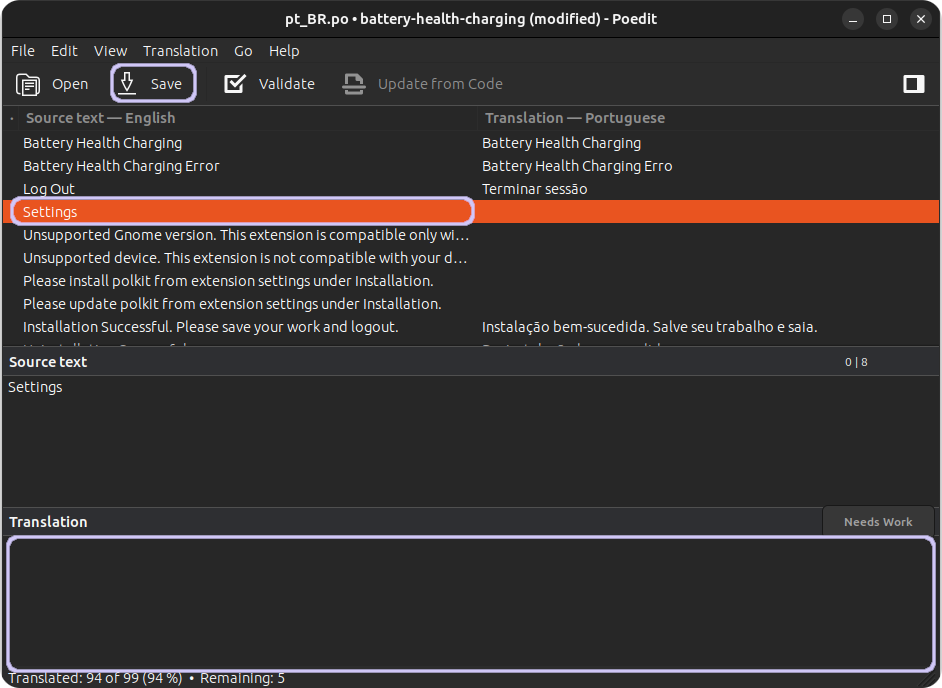 pt_BR.po • battery-health-charging (modified) - Poedit
File Edit View Translation Go Help
Open Save Validate Update from Code
Source text — English Translation — Portuguese
Battery Health Charging Battery Health Charging
Battery Health Charging Error Battery Health Charging Erro
Log Out Terminar sessão
Settings
Unsupported Gnome version. This extension is compatible only wi…
Unsupported device. This extension is not compatible with your d…
Please install polkit from extension settings under Installation.
Please update polkit from extension settings under Installation.
Installation Successful. Please save your work and logout. Instalação bem-sucedida. Salve seu trabalho e saia.
Source text 0 | 8
Settings
Translation Needs Work
Translated: 94 of 99 (94 %) • Remaining: 5